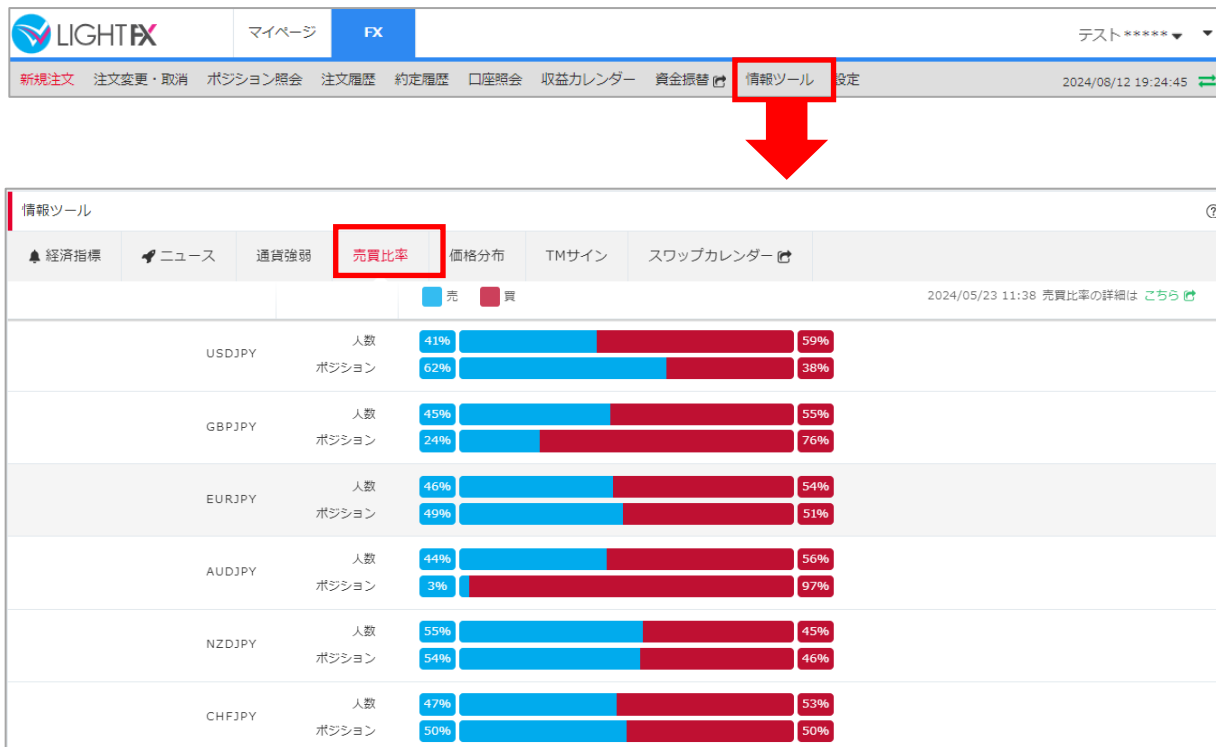 LIGHT FX マイページ FX テスト*****
新規注文 注文変更・取消 ポジション照会 注文履歴 約定履歴 口座照会 収益カレンダー 資金振替 情報ツール 設定 2024/08/12 19:24:45
情報ツール
経済指標 ニュース 通貨強弱 売買比率 価格分布 TMサイン スワップカレンダー
売 買 2024/05/23 11:38 売買比率の詳細は こちら
USDJPY
人数 41% 59%
ポジション 62% 38%
GBPJPY
人数 45% 55%
ポジション 24% 76%
EURJPY
人数 46% 54%
ポジション 49% 51%
AUDJPY
人数 44% 56%
ポジション 3% 97%
NZDJPY
人数 55% 45%
ポジション 54% 46%
CHFJPY
人数 47% 53%
ポジション 50% 50%